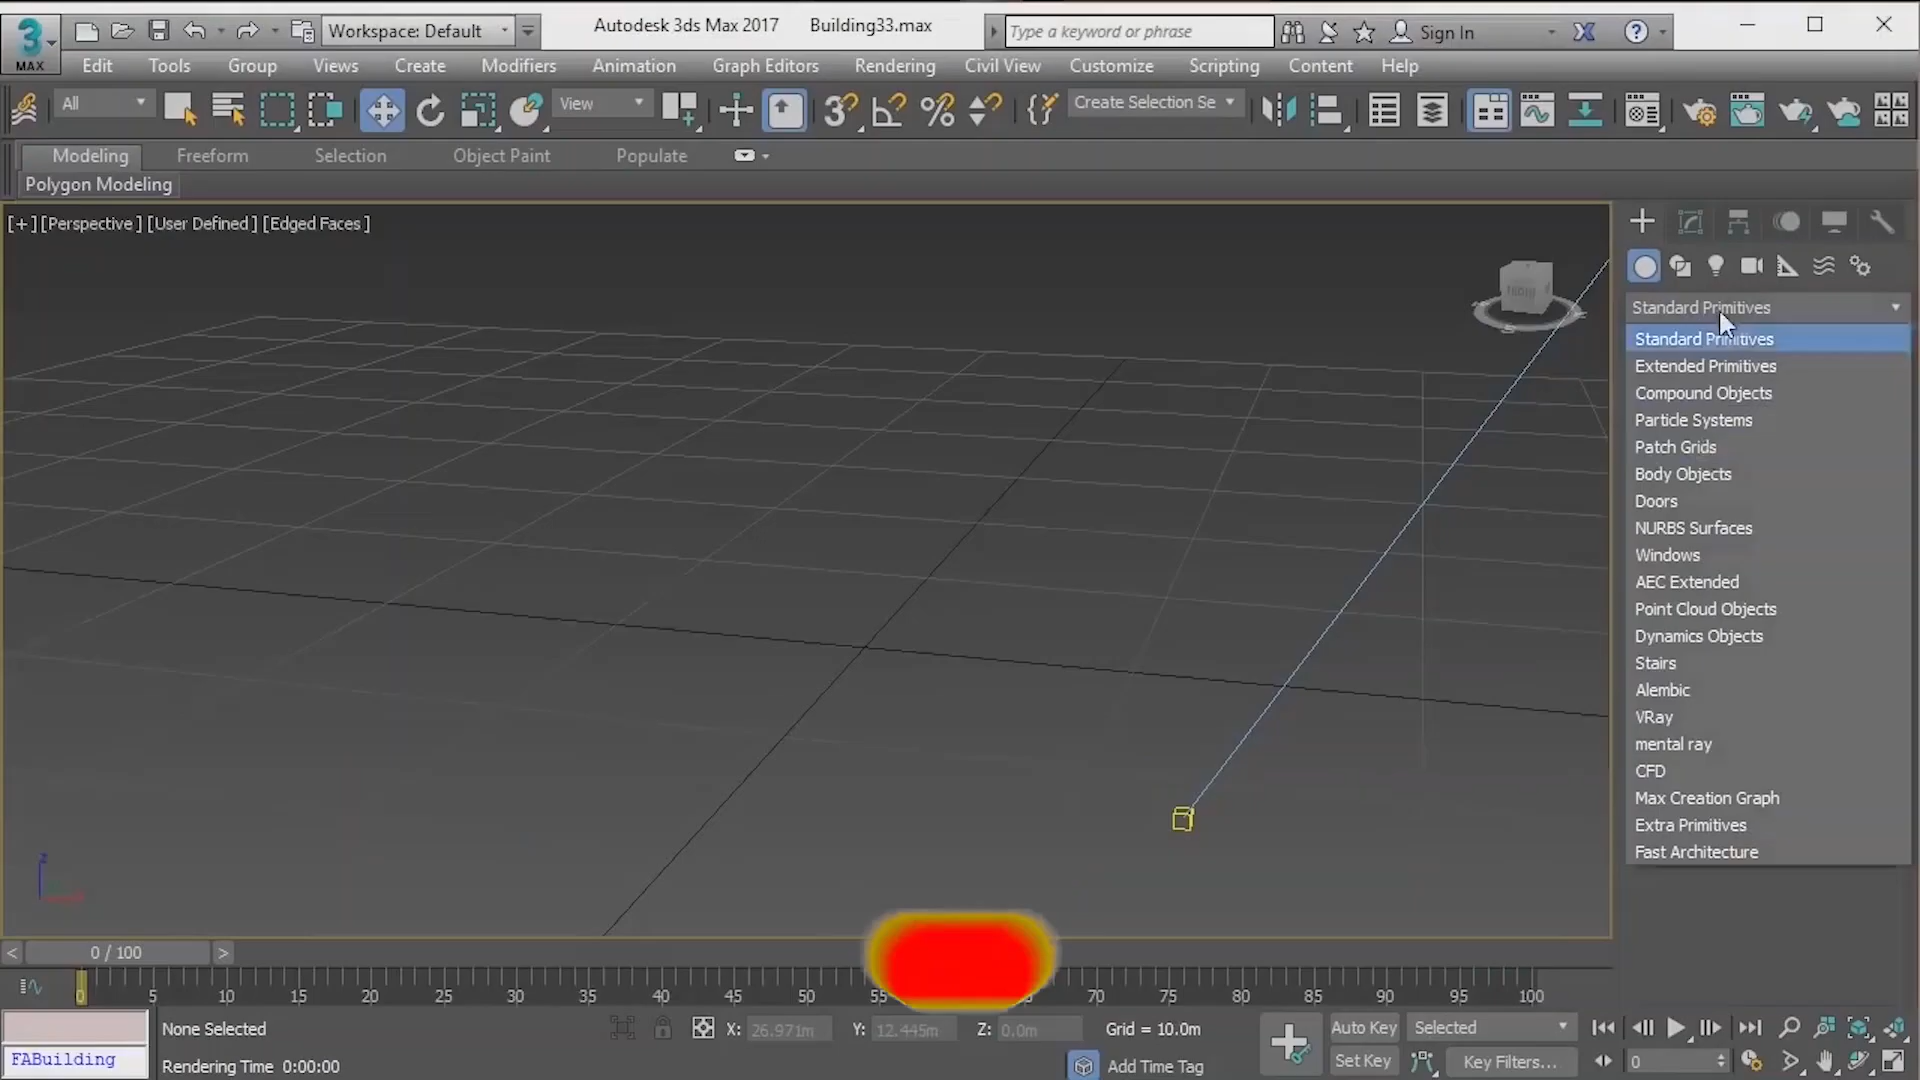 3
MAX
Workspace: Default
Autodesk 3ds Max 2017 Building33.max
Type a keyword or phrase
Sign In
Edit Tools Group Views Create Modifiers Animation Graph Editors Rendering Civil View Customize Scripting Content Help
All
View
Create Selection Se
Modeling Freeform Selection Object Paint Populate
Polygon Modeling
[+] [Perspective ] [User Defined ] [Edged Faces ]
Standard Primitives
Standard Primitives
Extended Primitives
Compound Objects
Particle Systems
Patch Grids
Body Objects
Doors
NURBS Surfaces
Windows
AEC Extended
Point Cloud Objects
Dynamics Objects
Stairs
Alembic
VRay
mental ray
CFD
Max Creation Graph
Extra Primitives
Fast Architecture
< 0 / 100 >
0 5 10 15 20 25 30 35 40 45 50 70 75 80 85 90 95 100
None Selected
X: 26.971m Y: 12.445m Z: 0.0m Grid = 10.0m
Auto Key Selected
FABuilding
Rendering Time 0:00:00
Add Time Tag
Set Key Key Filters...
0